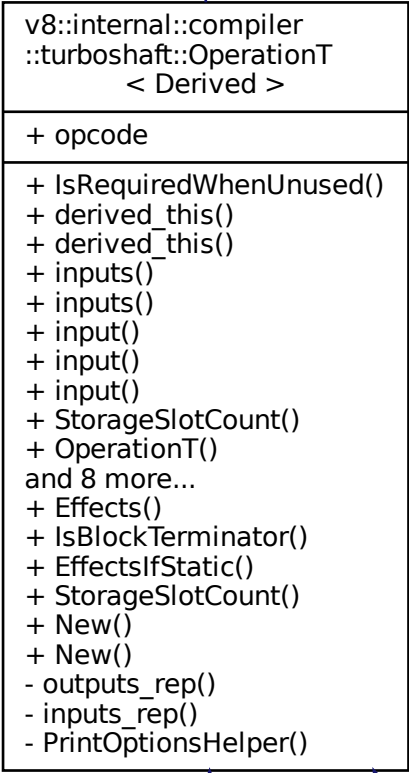 v8::internal::compiler
::turboshaft::OperationT
< Derived >
+ opcode
+ IsRequiredWhenUnused()
+ derived_this()
+ derived_this()
+ inputs()
+ inputs()
+ input()
+ input()
+ input()
+ StorageSlotCount()
+ OperationT()
and 8 more...
+ Effects()
+ IsBlockTerminator()
+ EffectsIfStatic()
+ StorageSlotCount()
+ New()
+ New()
- outputs_rep()
- inputs_rep()
- PrintOptionsHelper()